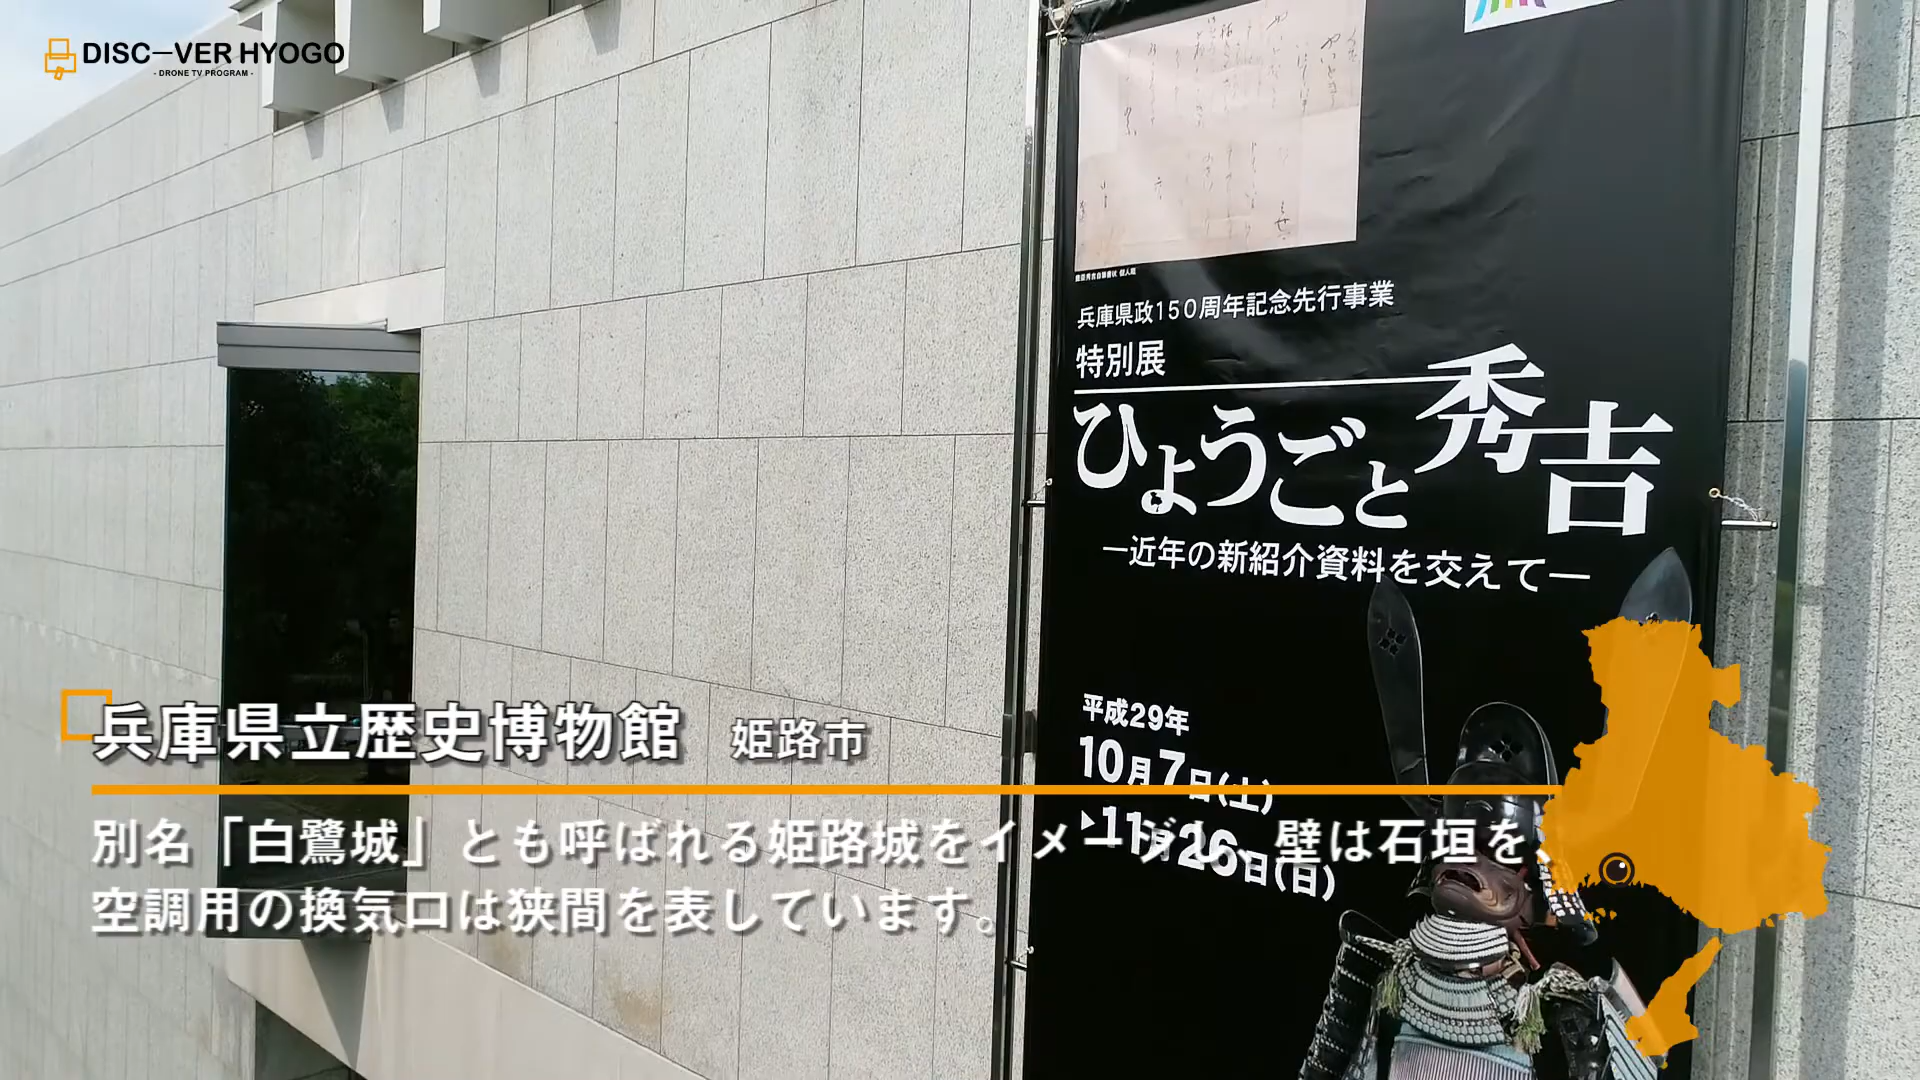 DISC−VER HYOGO
- DRONE TV PROGRAM -
兵庫県政150周年記念先行事業
特別展
ひょうごと秀吉
―近年の新紹介資料を交えて―
平成29年
10月7日(土)
▶11月26日(日)
兵庫県立歴史博物館 姫路市
別名「白鷺城」とも呼ばれる姫路城をイメージし、壁は石垣を、
空調用の換気口は狭間を表しています。